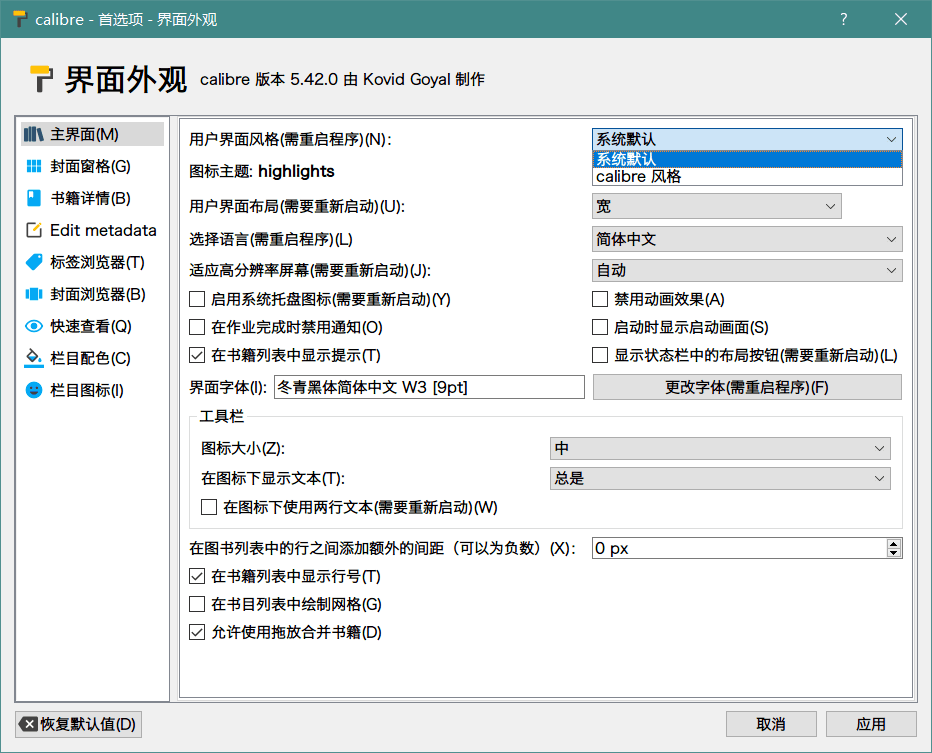 calibre - 首选项 - 界面外观
界面外观 calibre 版本 5.42.0 由 Kovid Goyal 制作
主界面(M)
封面窗格(G)
书籍详情(B)
Edit metadata
标签浏览器(T)
封面浏览器(B)
快速查看(Q)
栏目配色(C)
栏目图标(I)
用户界面风格(需重启程序)(N): 系统默认
系统默认
calibre 风格
图标主题: highlights
用户界面布局(需要重新启动)(U): 宽
选择语言(需重启程序)(L) 简体中文
适应高分辨率屏幕(需要重新启动)(J): 自动
启用系统托盘图标(需要重新启动)(Y) 禁用动画效果(A)
在作业完成时禁用通知(O) 启动时显示启动画面(S)
在书籍列表中显示提示(T) 显示状态栏中的布局按钮(需要重新启动)(L)
界面字体(I): 冬青黑体简体中文 W3 [9pt] 更改字体(需重启程序)(F)
工具栏
图标大小(Z): 中
在图标下显示文本(T): 总是
在图标下使用两行文本(需要重新启动)(W)
在图书列表中的行之间添加额外的间距（可以为负数）(X): 0 px
在书籍列表中显示行号(T)
在书目列表中绘制网格(G)
允许使用拖放合并书籍(D)
恢复默认值(D) 取消 应用